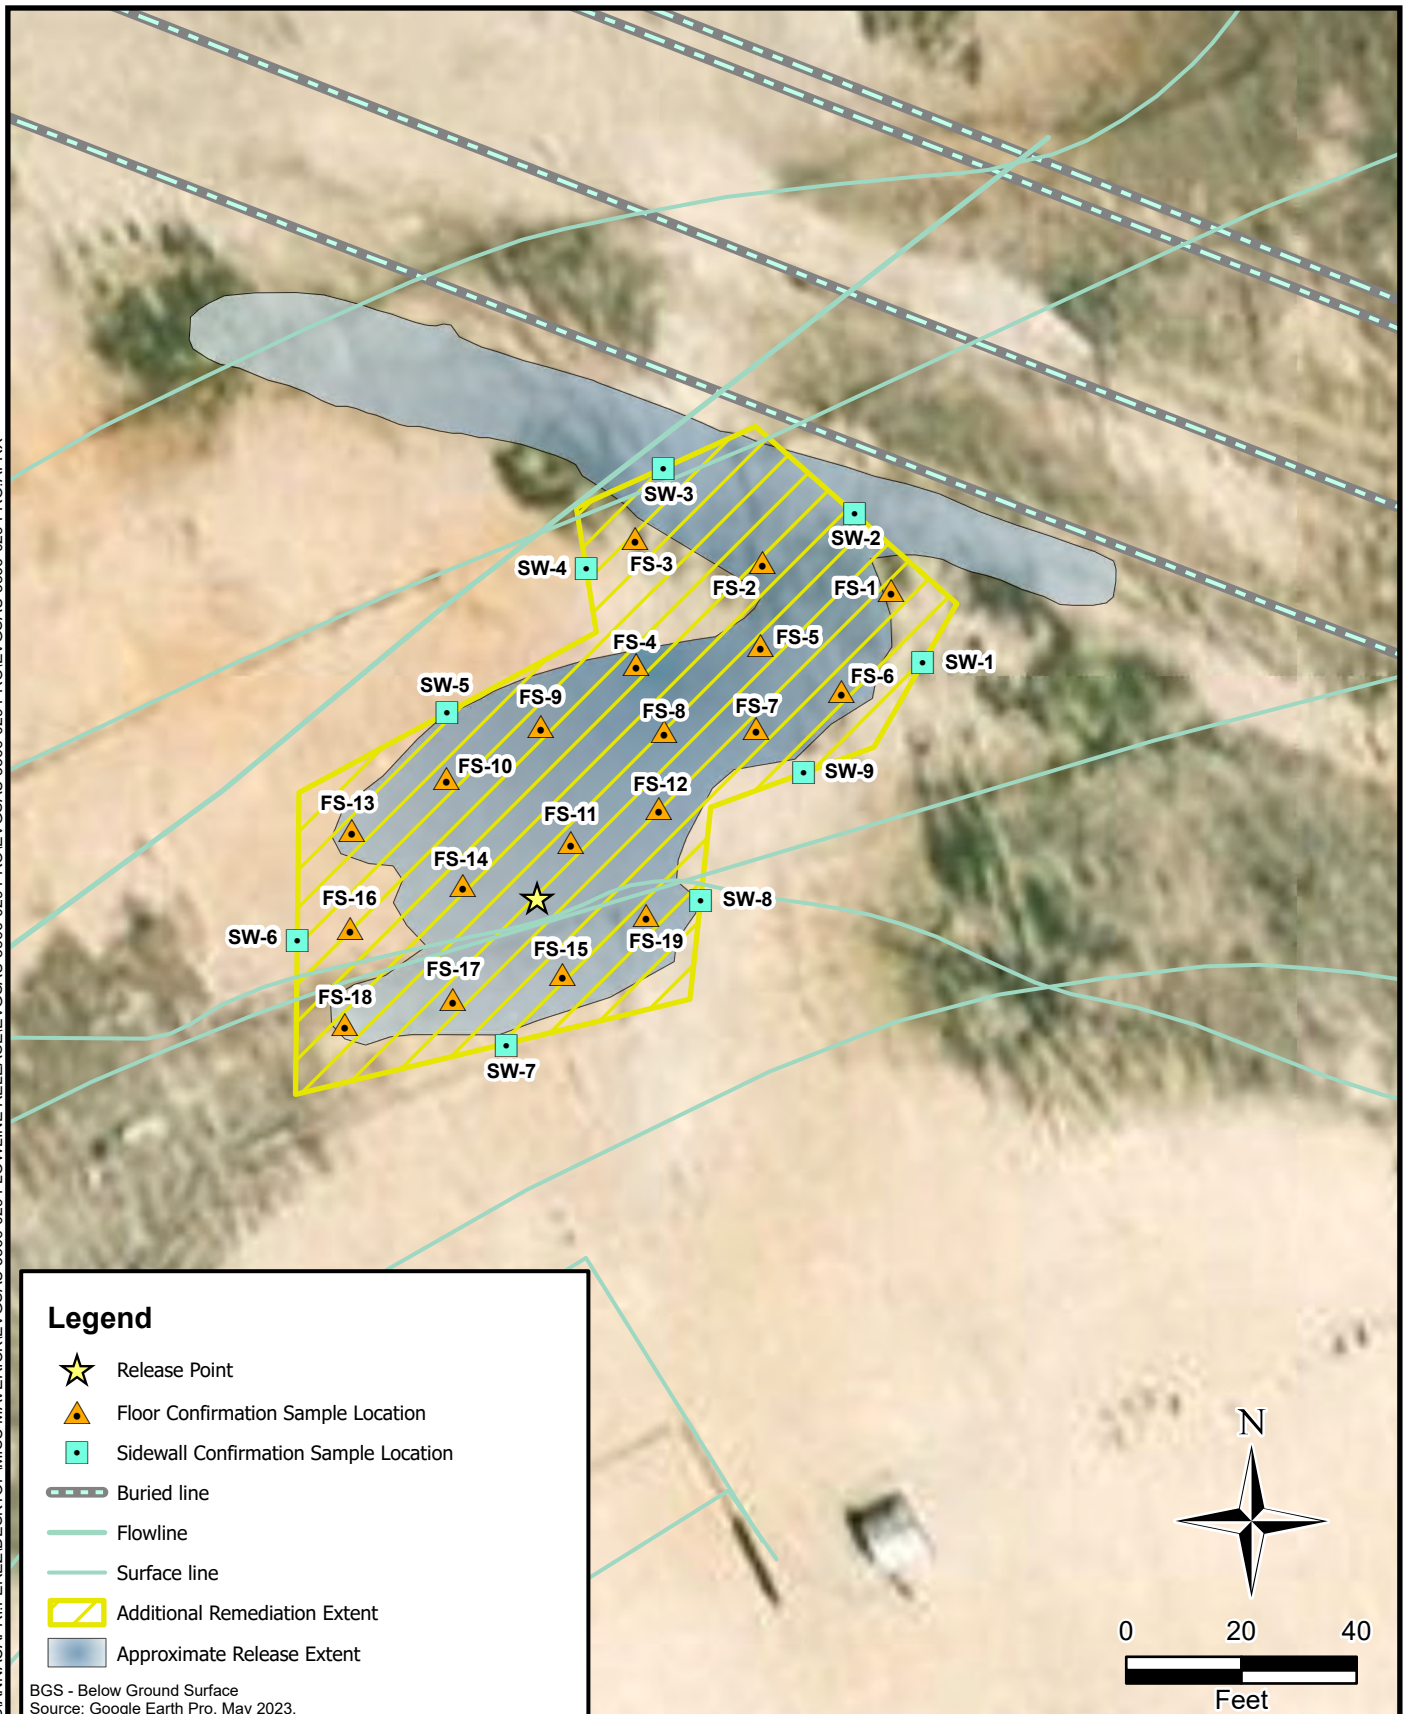 SW-3
SW-2
SW-4
FS-3
FS-2
FS-1
FS-4
FS-5
SW-1
FS-6
SW-5
FS-9
FS-8
FS-7
FS-10
SW-9
FS-12
FS-13
FS-11
FS-14
FS-16
SW-8
SW-6
FS-19
FS-15
FS-17
FS-18
SW-7
Legend
Release Point
Floor Confirmation Sample Location
Sidewall Confirmation Sample Location
Buried line
Flowline
Surface line
Additional Remediation Extent
Approximate Release Extent
BGS - Below Ground Surface
Source: Google Earth Pro, May 2023.
N
0 20 40
Feet